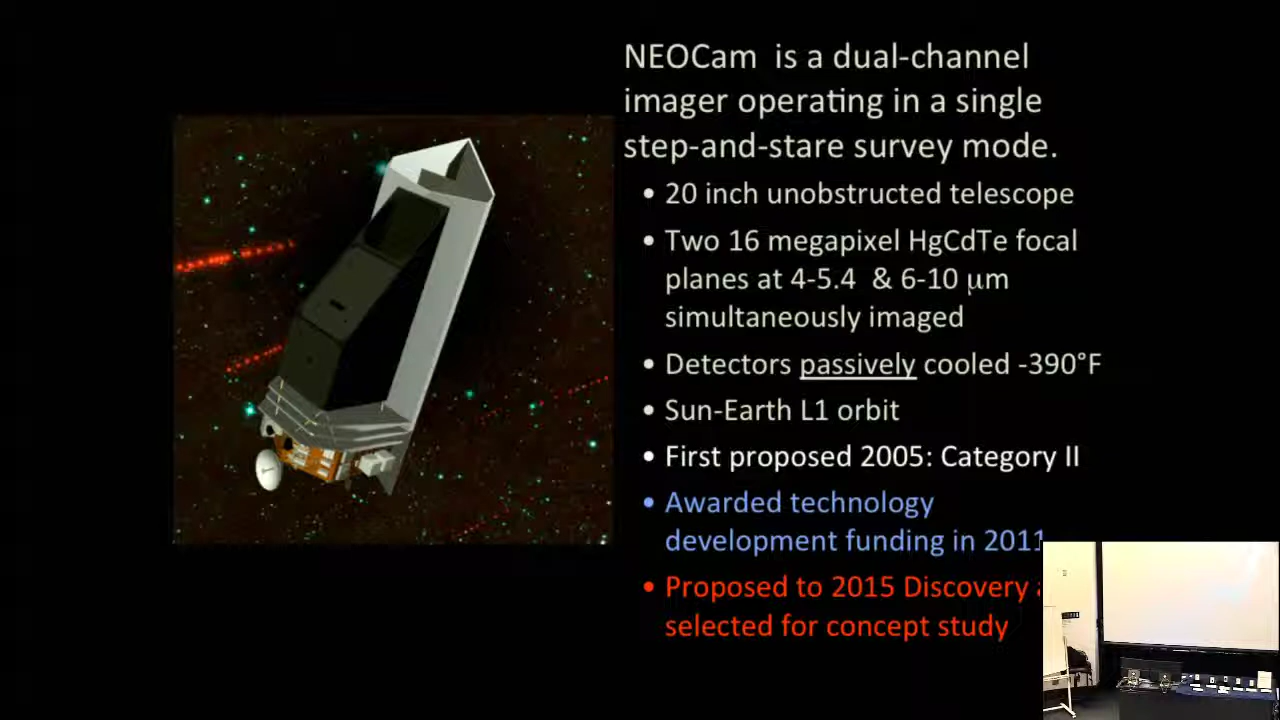 NEOCam is a dual-channel
imager operating in a single
step-and-stare survey mode.
• 20 inch unobstructed telescope
• Two 16 megapixel HgCdTe focal
planes at 4-5.4 & 6-10 μm
simultaneously imaged
• Detectors passively cooled -390°F
• Sun-Earth L1 orbit
• First proposed 2005: Category II
• Awarded technology
development funding in 2011
• Proposed to 2015 Discovery
selected for concept study